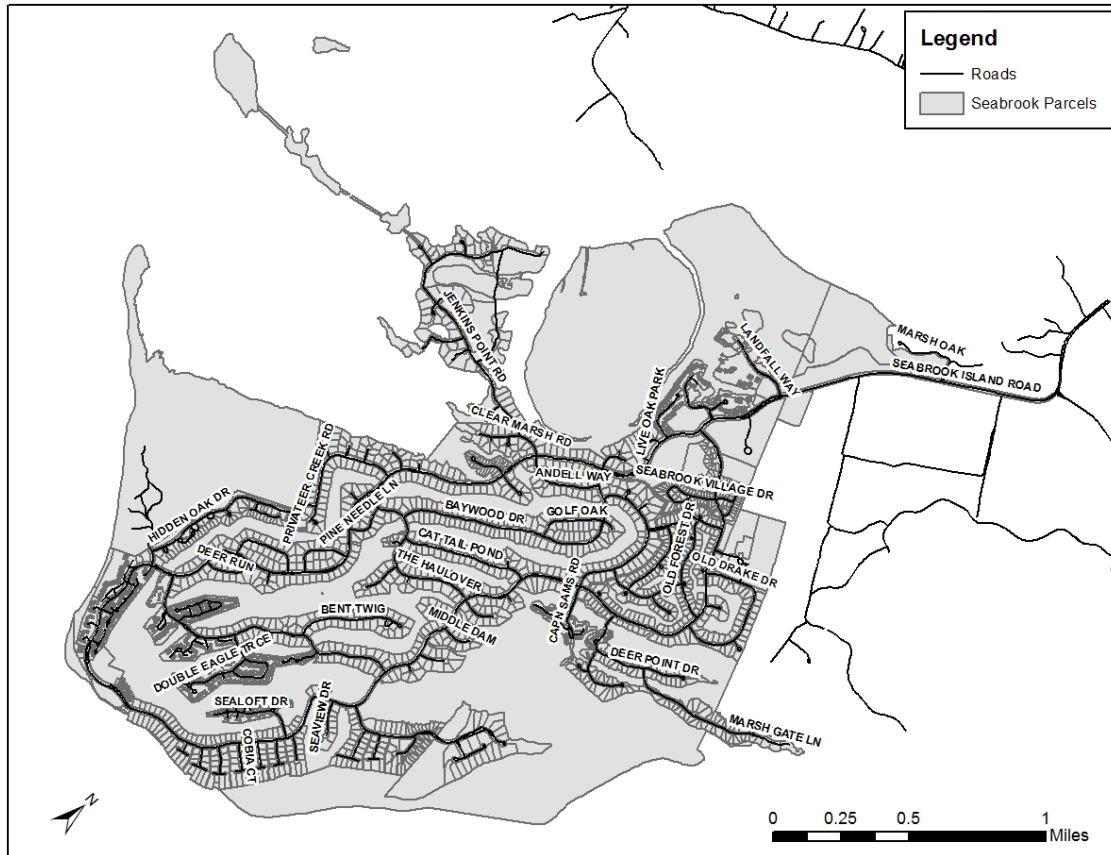 Legend
Roads
Seabrook Parcels
MARSH OAK
SEABROOK ISLAND ROAD
LANDFALL WAY
JENKINS POINT RD
LIVE OAK PARK
CLEAR MARSH RD
ANDELL WAY
SEABROOK VILLAGE DR
PRIVATEER CREEK RD
HIDDEN OAK DR
PINE NEEDLE LN
BAYWOOD DR
GOLF OAK
DEER RUN
CAT TAIL POND
THE HAULOVER
OLD FOREST DR
OLD DRAKE DR
CAP'N SAMS RD
BENT TWIG
MIDDLE DAM
DOUBLE EAGLE TRCE
DEER POINT DR
SEALOFT DR
SEAVIEW DR
COBIA CT
MARSH GATE LN
N
0 0.25 0.5 1
Miles